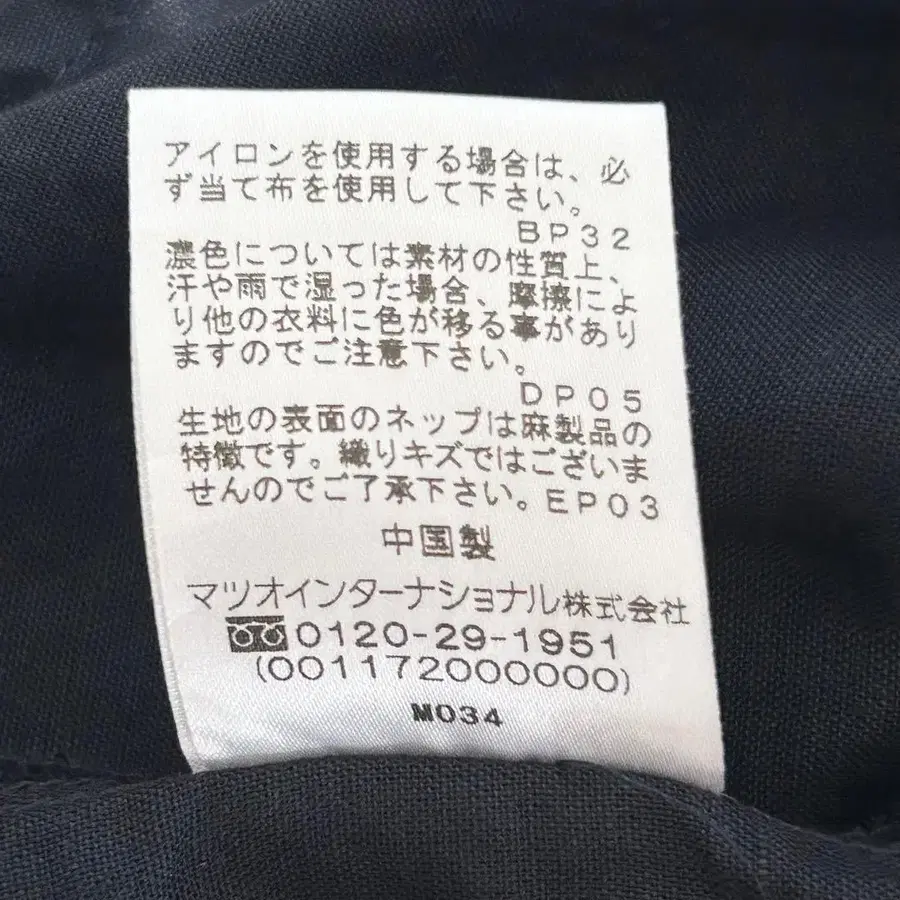 アイロンを使用する場合は、必
ず当て布を使用して下さい。
BP32
濃色については素材の性質上、
汗や雨で湿った場合、摩擦によ
り他の衣料に色が移る事があり
ますのでご注意下さい。
DP05
生地の表面のネップは麻製品の
特徴です。織りキズではございま
せんのでご了承下さい。EP03
中国製
マツオインターナショナル株式会社
0120-29-1951
(0011720000000)
M034